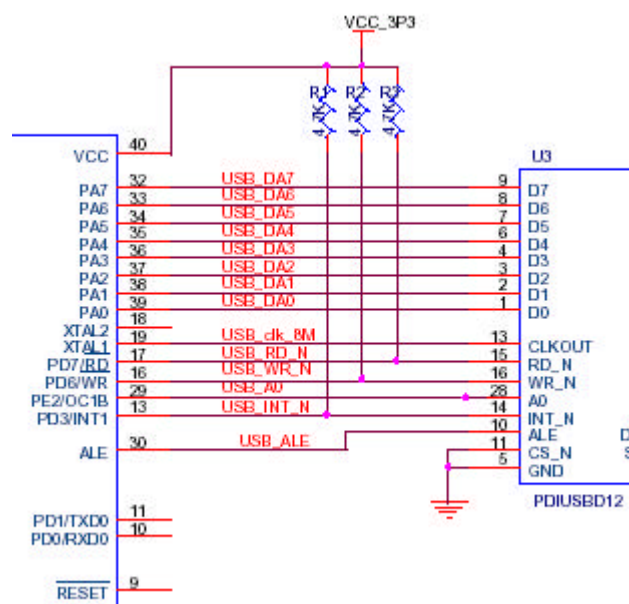 VCC_3P3
R1 R2 R3
4.7K 4.7K 4.7K
40
VCC
U3
32 USB_DA7 9
PA7 D7
33 USB_DA6 8
PA6 D6
34 USB_DA5 7
PA5 D5
35 USB_DA4 6
PA4 D4
36 USB_DA3 4
PA3 D3
37 USB_DA2 3
PA2 D2
38 USB_DA1 2
PA1 D1
39 USB_DA0 1
PA0 D0
18
XTAL2
19 USB_clk_8M 13
XTAL1 CLKOUT
17 USB_RD_N 15
PD7/RD RD_N
16 USB_WR_N 16
PD6/WR WR_N
29 USB_A0 28
PE2/OC1B A0
13 USB_INT_N 14
PD3/INT1 INT_N
10
ALE D
30 USB_ALE 11
ALE CS_N S
5
GND
PDIUSBD12
11
PD1/TXD0
10
PD0/RXD0
9
RESET